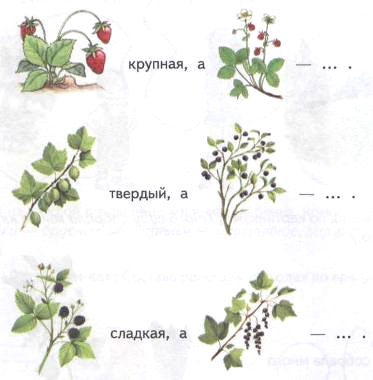 крупная, а — ... .
твердый, а — ... .
сладкая, а — ... .